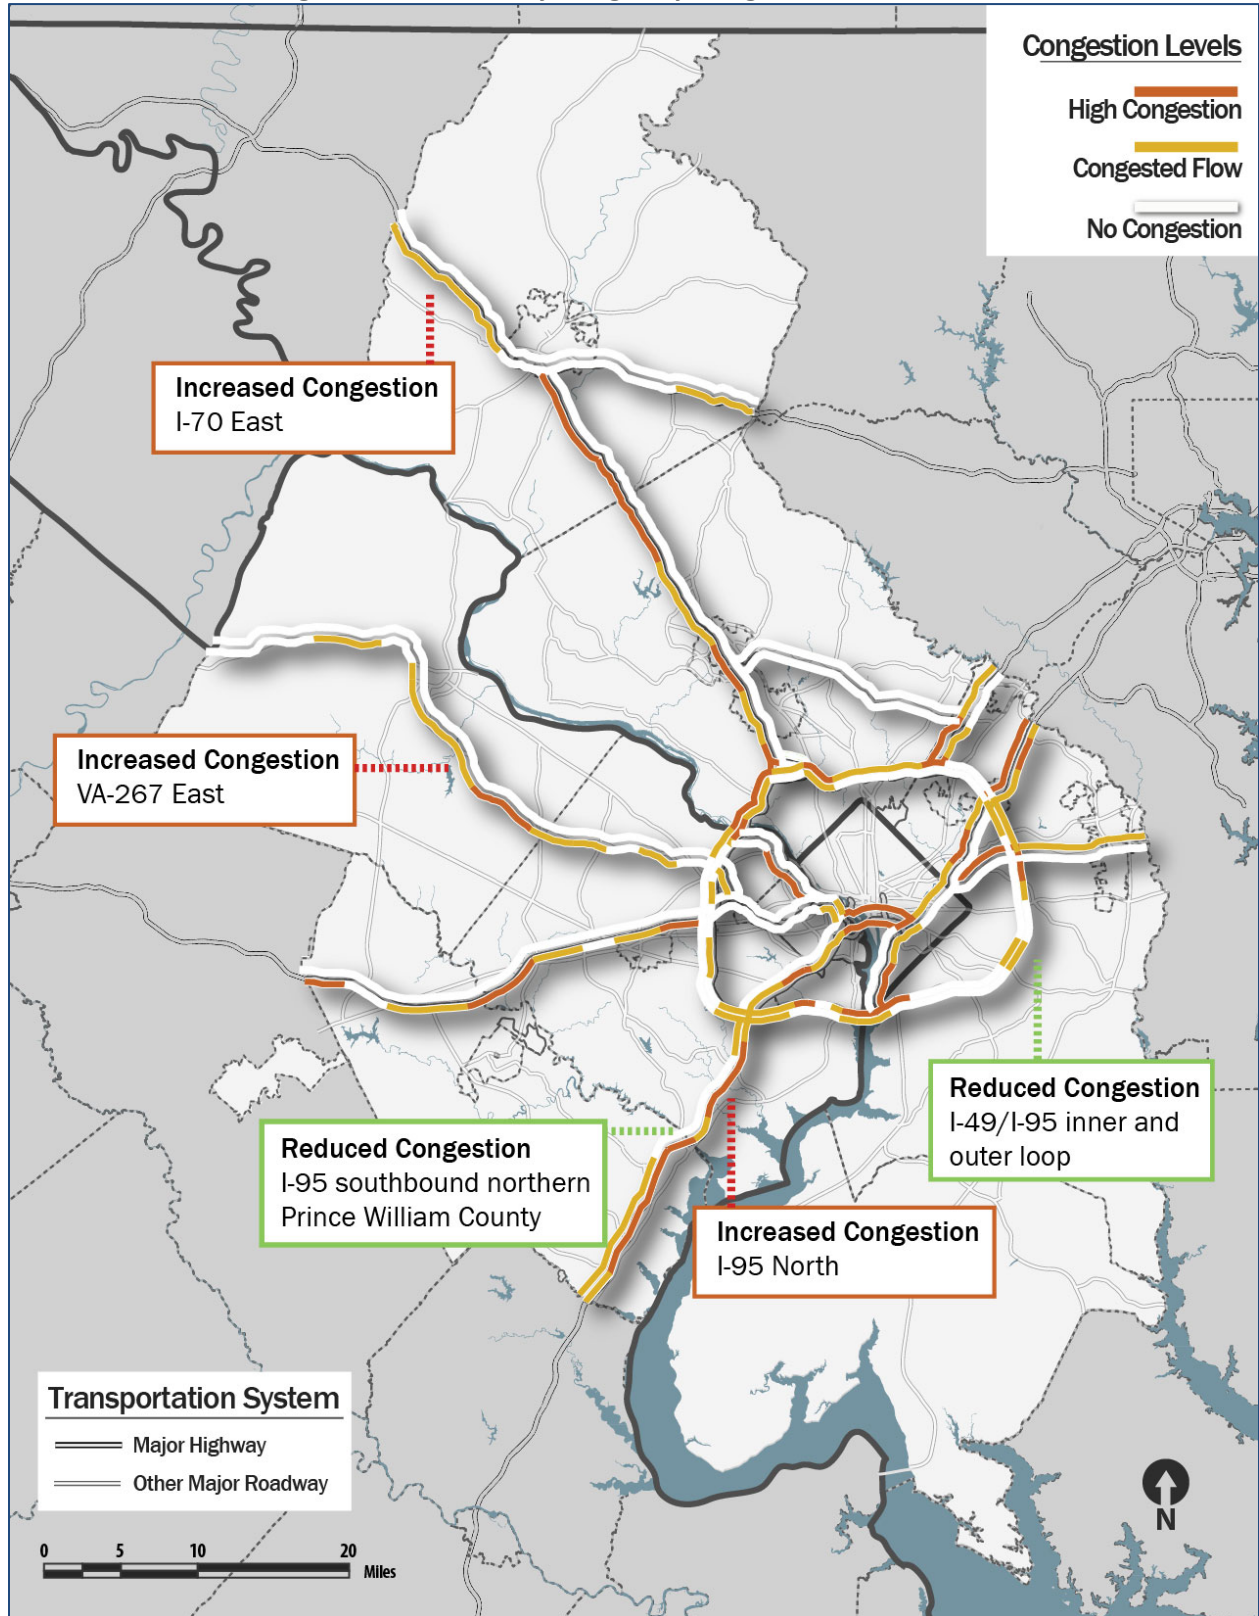 Congestion Levels
High Congestion
Congested Flow
No Congestion
Increased Congestion
I-70 East
Increased Congestion
VA-267 East
Reduced Congestion
I-49/I-95 inner and
outer loop
Reduced Congestion
I-95 southbound northern
Prince William County
Increased Congestion
I-95 North
Transportation System
Major Highway
Other Major Roadway
0 5 10 20
Miles
N